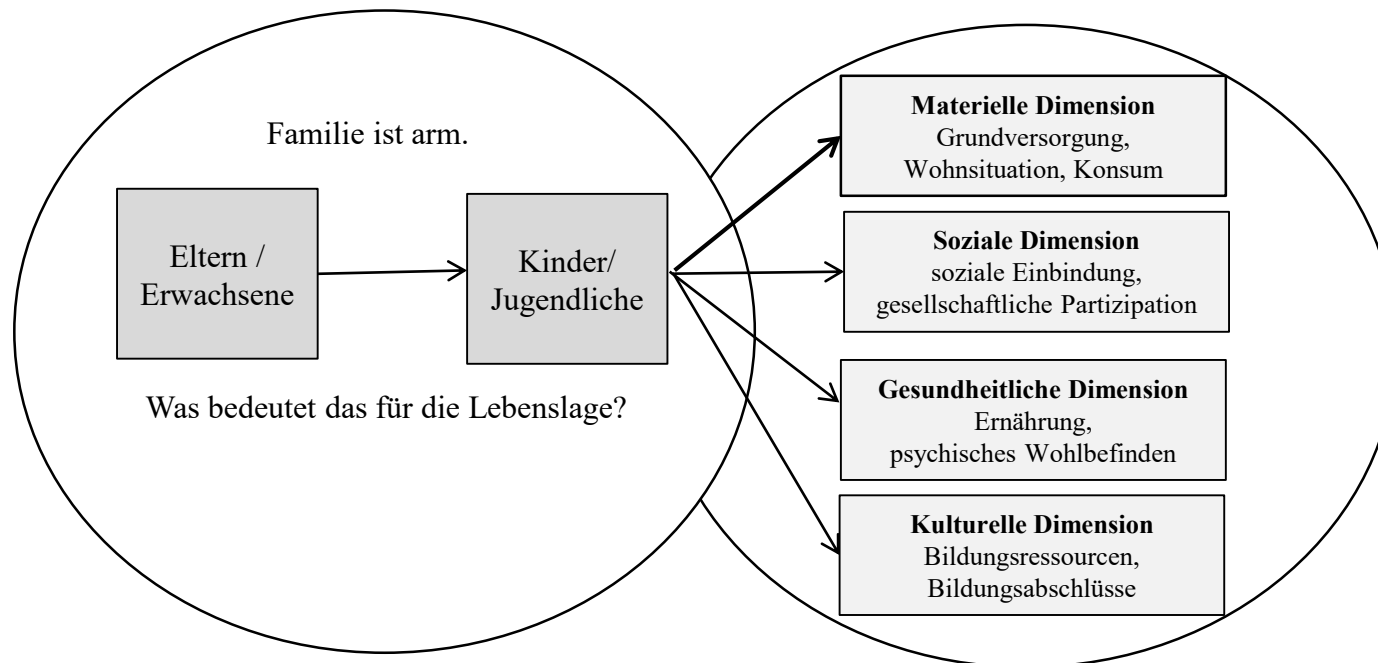 Familie ist arm.
Eltern /
Erwachsene
Kinder/
Jugendliche
Was bedeutet das für die Lebenslage?
Materielle Dimension
Grundversorgung,
Wohnsituation, Konsum
Soziale Dimension
soziale Einbindung,
gesellschaftliche Partizipation
Gesundheitliche Dimension
Ernährung,
psychisches Wohlbefinden
Kulturelle Dimension
Bildungsressourcen,
Bildungsabschlüsse